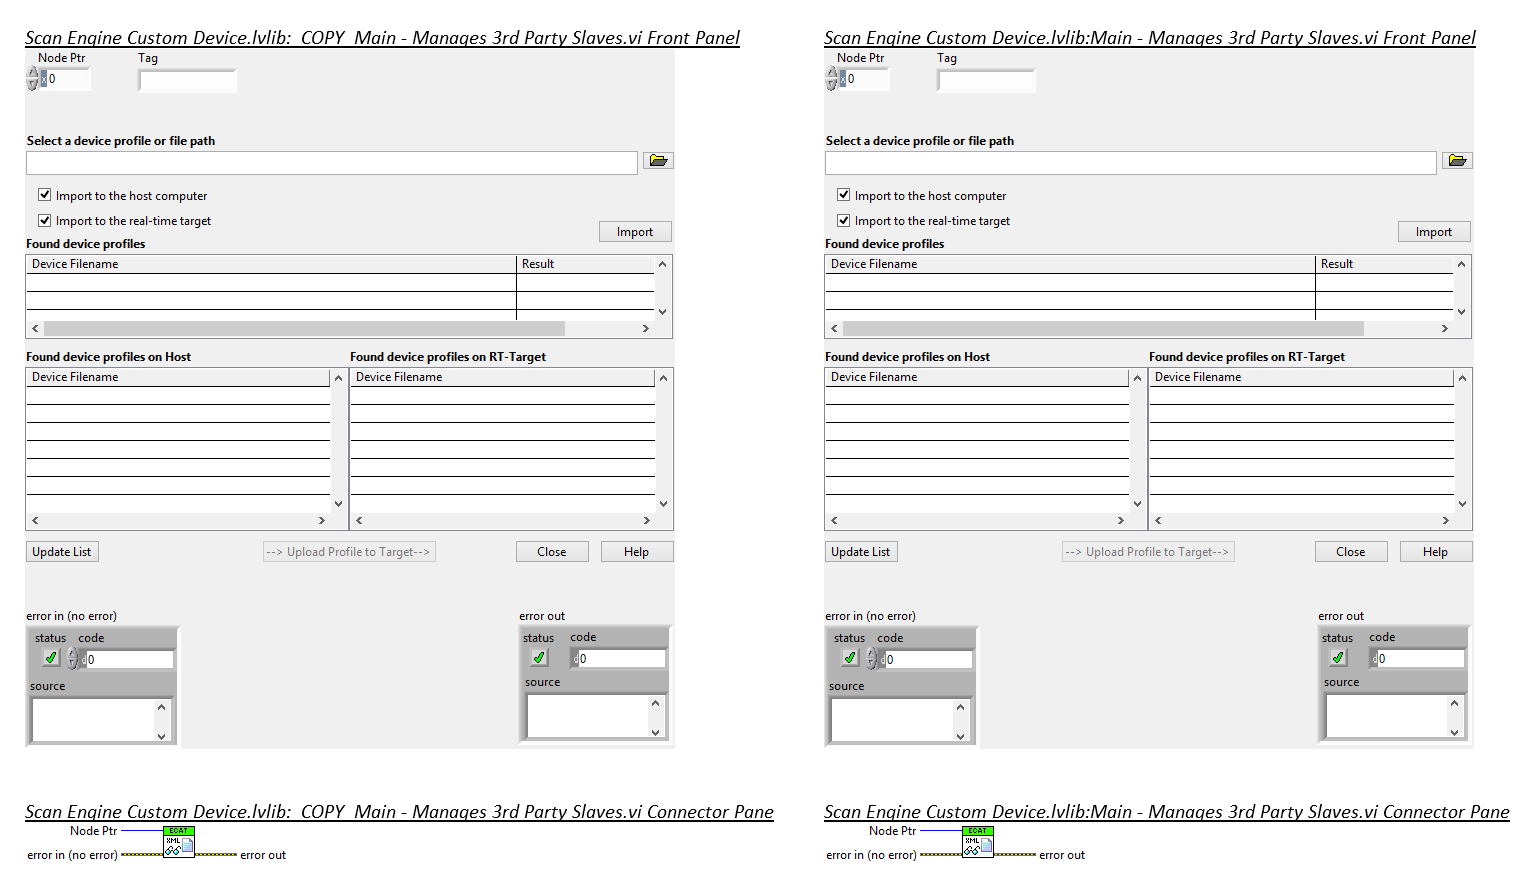 Scan Engine Custom Device.lvlib:_COPY_Main - Manages 3rd Party Slaves.vi Front Panel
Node Ptr Tag
x 0
Select a device profile or file path
Import to the host computer
Import to the real-time target
Import
Found device profiles
Device Filename Result
Found device profiles on Host Found device profiles on RT-Target
Device Filename Device Filename
Update List --> Upload Profile to Target--> Close Help
error in (no error) error out
status code status code
d 0 d 0
source source
Scan Engine Custom Device.lvlib:_COPY_Main - Manages 3rd Party Slaves.vi Connector Pane
Node Ptr ECAT
XML
error in (no error) error out
Scan Engine Custom Device.lvlib:Main - Manages 3rd Party Slaves.vi Front Panel
Node Ptr Tag
x 0
Select a device profile or file path
Import to the host computer
Import to the real-time target
Import
Found device profiles
Device Filename Result
Found device profiles on Host Found device profiles on RT-Target
Device Filename Device Filename
Update List --> Upload Profile to Target--> Close Help
error in (no error) error out
status code status code
d 0 d 0
source source
Scan Engine Custom Device.lvlib:Main - Manages 3rd Party Slaves.vi Connector Pane
Node Ptr ECAT
XML
error in (no error) error out